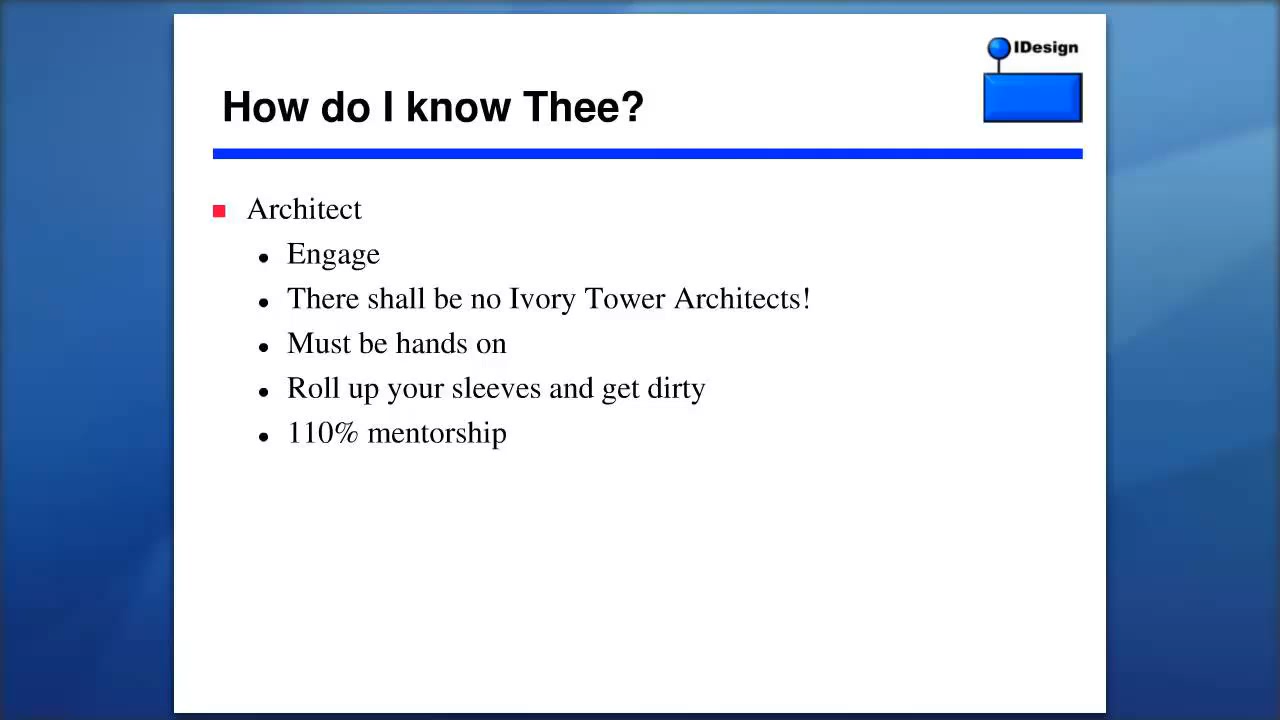 IDesign
How do I know Thee?
Architect
Engage
There shall be no Ivory Tower Architects!
Must be hands on
Roll up your sleeves and get dirty
110% mentorship